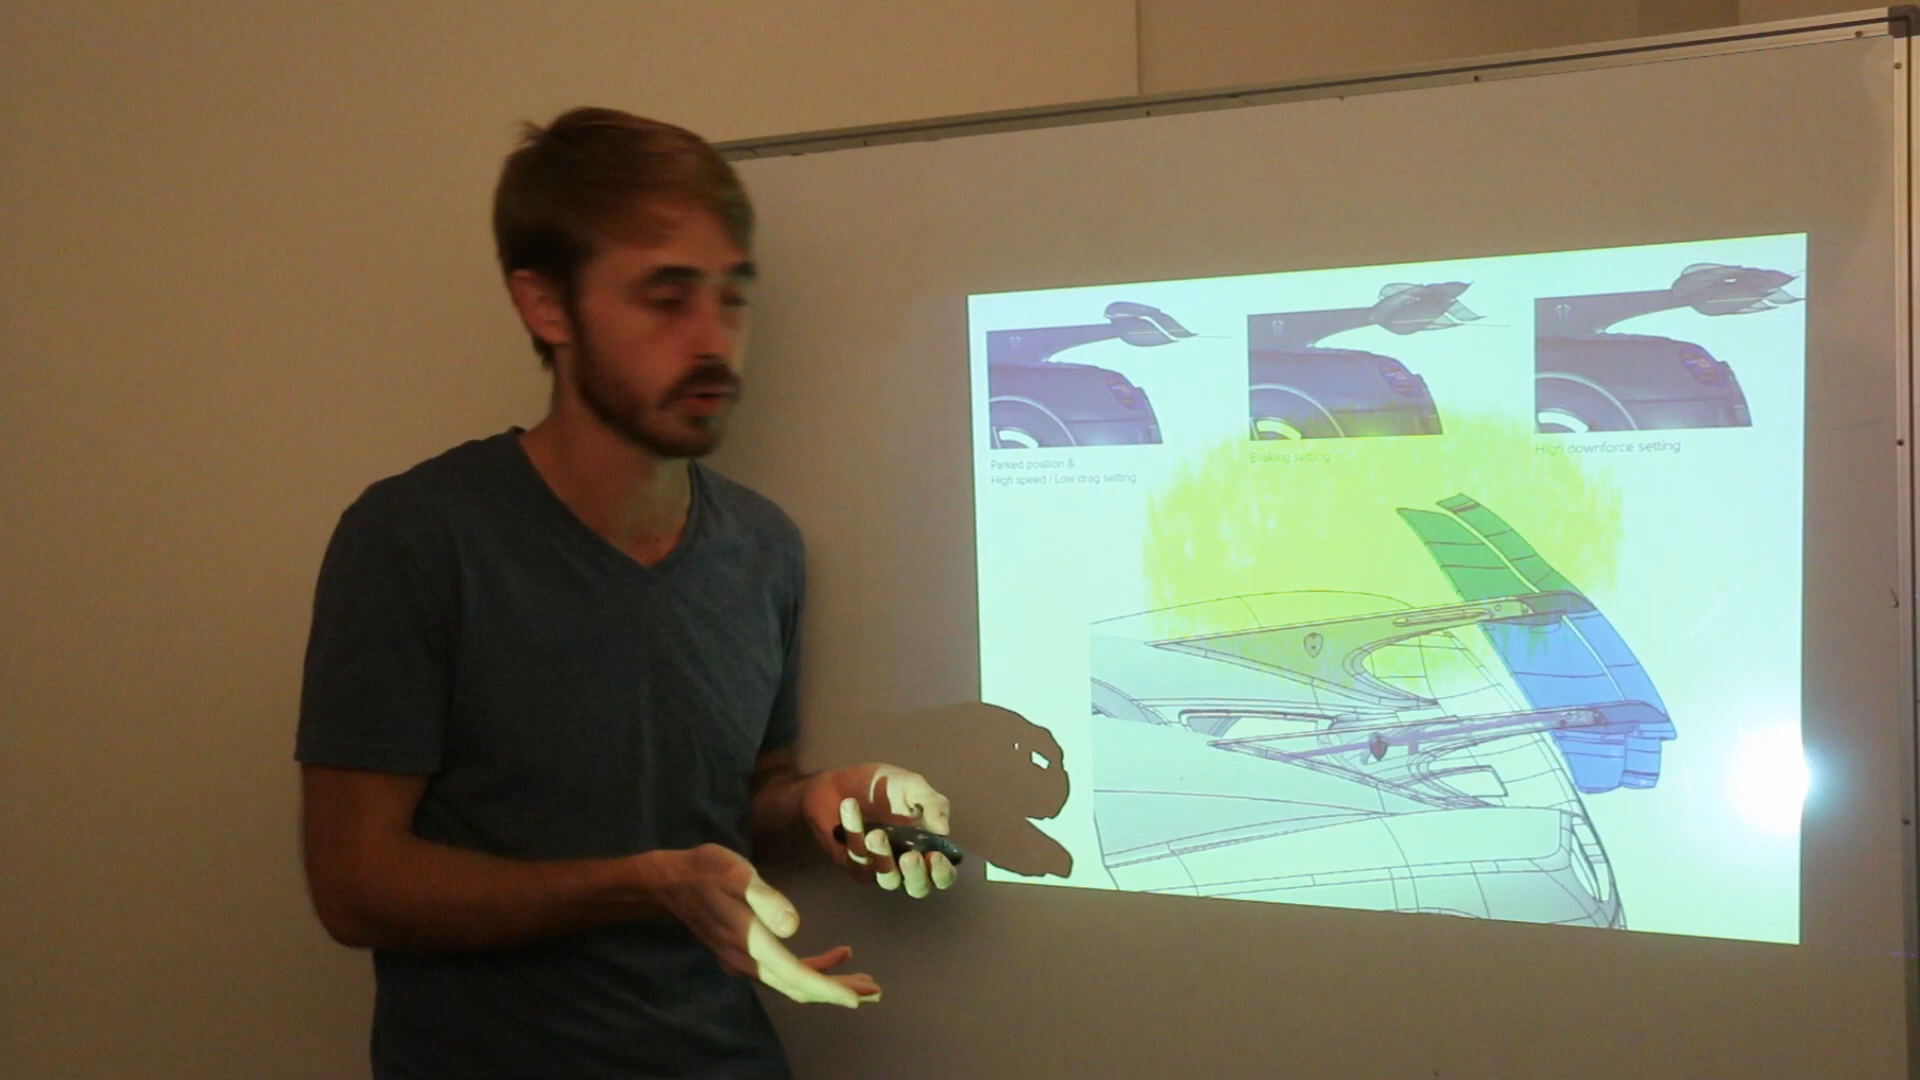 Parked position &
High speed / Low drag setting
Braking setting
High downforce setting